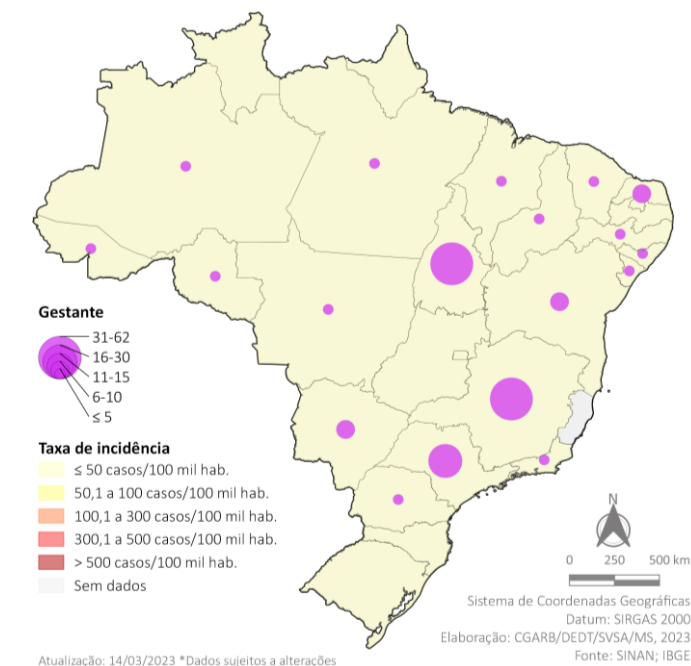 Gestante
31-62
16-30
11-15
6-10
≤ 5
Taxa de incidência
≤ 50 casos/100 mil hab.
50,1 a 100 casos/100 mil hab.
100,1 a 300 casos/100 mil hab.
300,1 a 500 casos/100 mil hab.
> 500 casos/100 mil hab.
Sem dados
N
0 250 500 km
Sistema de Coordenadas Geográficas
Datum: SIRGAS 2000
Elaboração: CGARB/DEDT/SVSA/MS, 2023
Fonte: SINAN; IBGE
Atualização: 14/03/2023 *Dados sujeitos a alterações